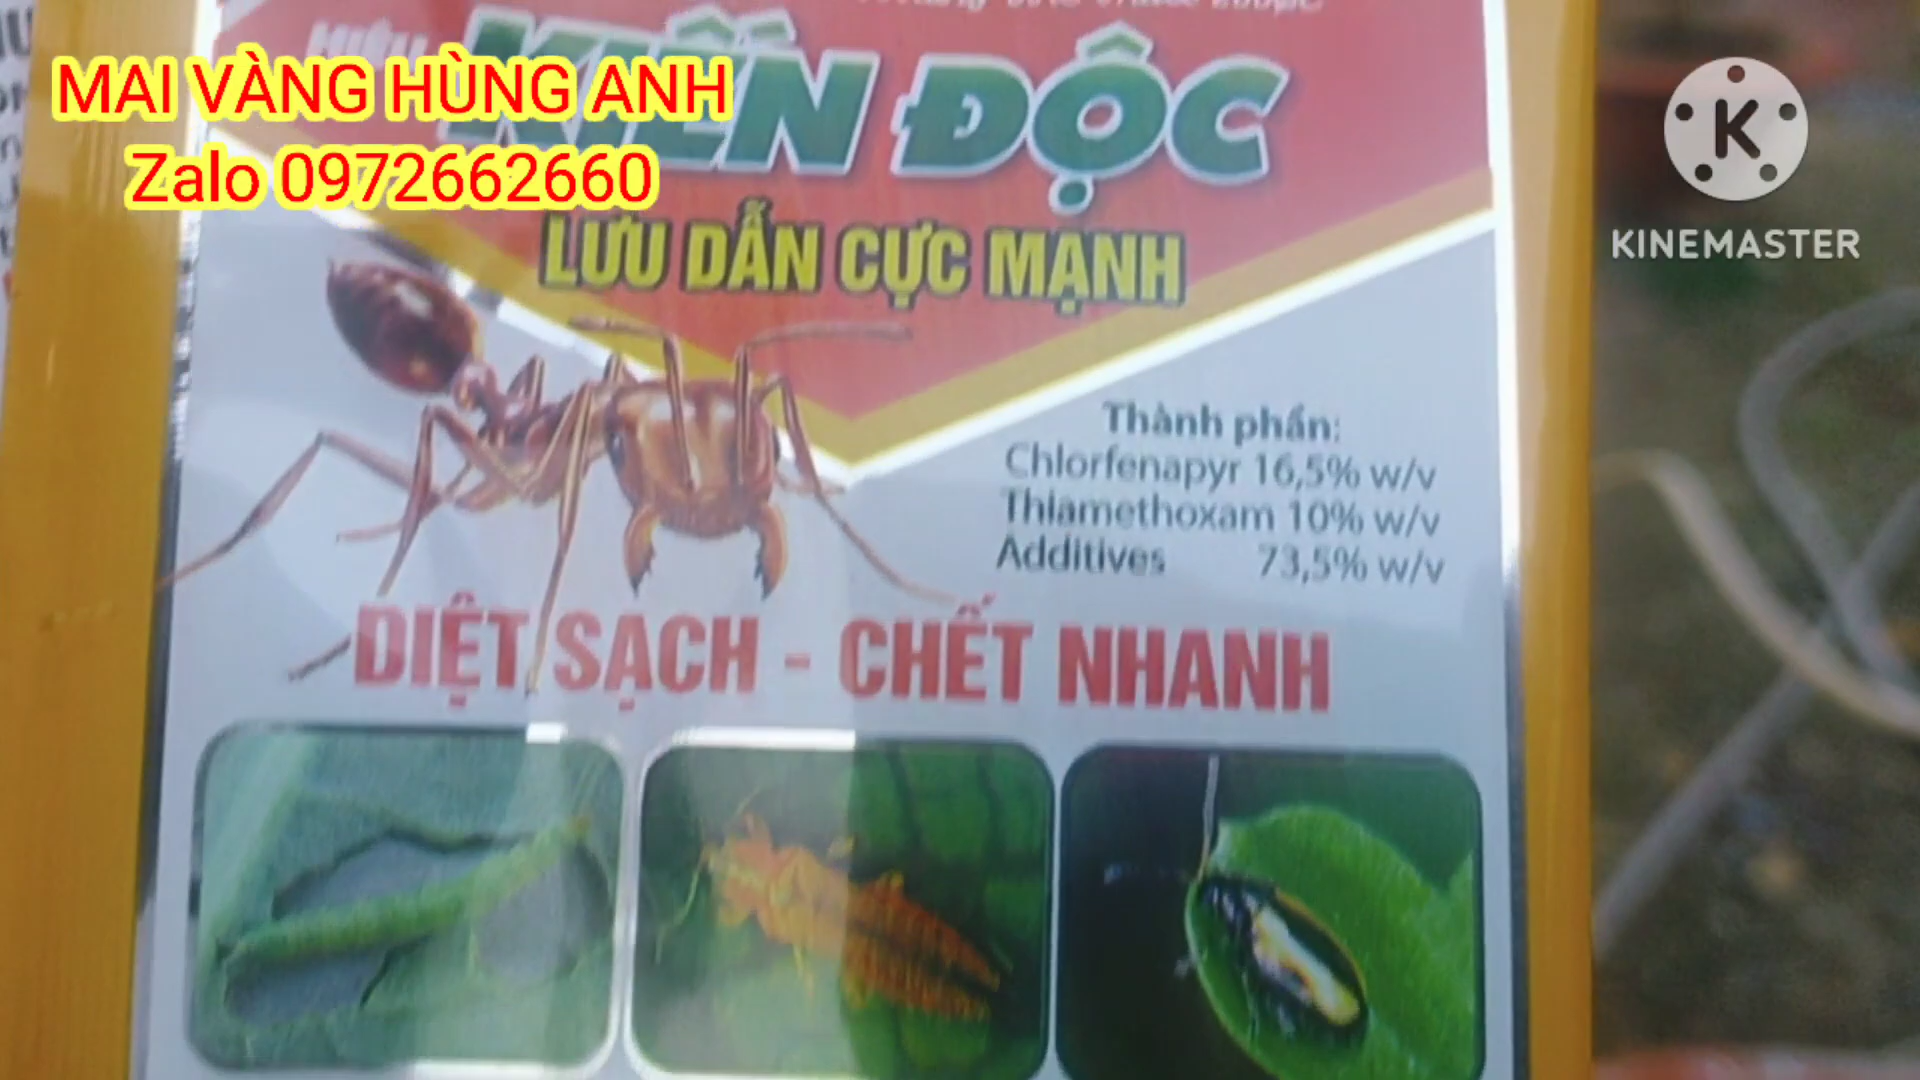 MAI VÀNG HÙNG ANH
Zalo 0972662660
HIỆU KIẾN ĐỘC
LƯU DẪN CỰC MẠNH
K
KINEMASTER
Thành phần:
Chlorfenapyr 16,5% w/v
Thiamethoxam 10% w/v
Additives 73,5% w/v
DIỆT SẠCH - CHẾT NHANH